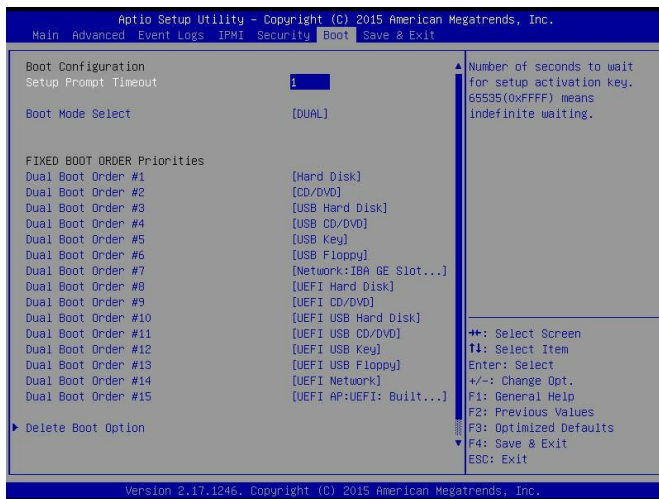 Aptio Setup Utility – Copyright (C) 2015 American Megatrends, Inc.
Main Advanced Event Logs IPMI Security Boot Save & Exit
Boot Configuration
Setup Prompt Timeout 1
Boot Mode Select [DUAL]
FIXED BOOT ORDER Priorities
Dual Boot Order #1 [Hard Disk]
Dual Boot Order #2 [CD/DVD]
Dual Boot Order #3 [USB Hard Disk]
Dual Boot Order #4 [USB CD/DVD]
Dual Boot Order #5 [USB Key]
Dual Boot Order #6 [USB Floppy]
Dual Boot Order #7 [Network:IBA GE Slot...]
Dual Boot Order #8 [UEFI Hard Disk]
Dual Boot Order #9 [UEFI CD/DVD]
Dual Boot Order #10 [UEFI USB Hard Disk]
Dual Boot Order #11 [UEFI USB CD/DVD]
Dual Boot Order #12 [UEFI USB Key]
Dual Boot Order #13 [UEFI USB Floppy]
Dual Boot Order #14 [UEFI Network]
Dual Boot Order #15 [UEFI AP:UEFI: Built...]
Delete Boot Option
Number of seconds to wait
for setup activation key.
65535(0xFFFF) means
indefinite waiting.
→←: Select Screen
↑↓: Select Item
Enter: Select
+/-: Change Opt.
F1: General Help
F2: Previous Values
F3: Optimized Defaults
F4: Save & Exit
ESC: Exit
Version 2.17.1246. Copyright (C) 2015 American Megatrends, Inc.